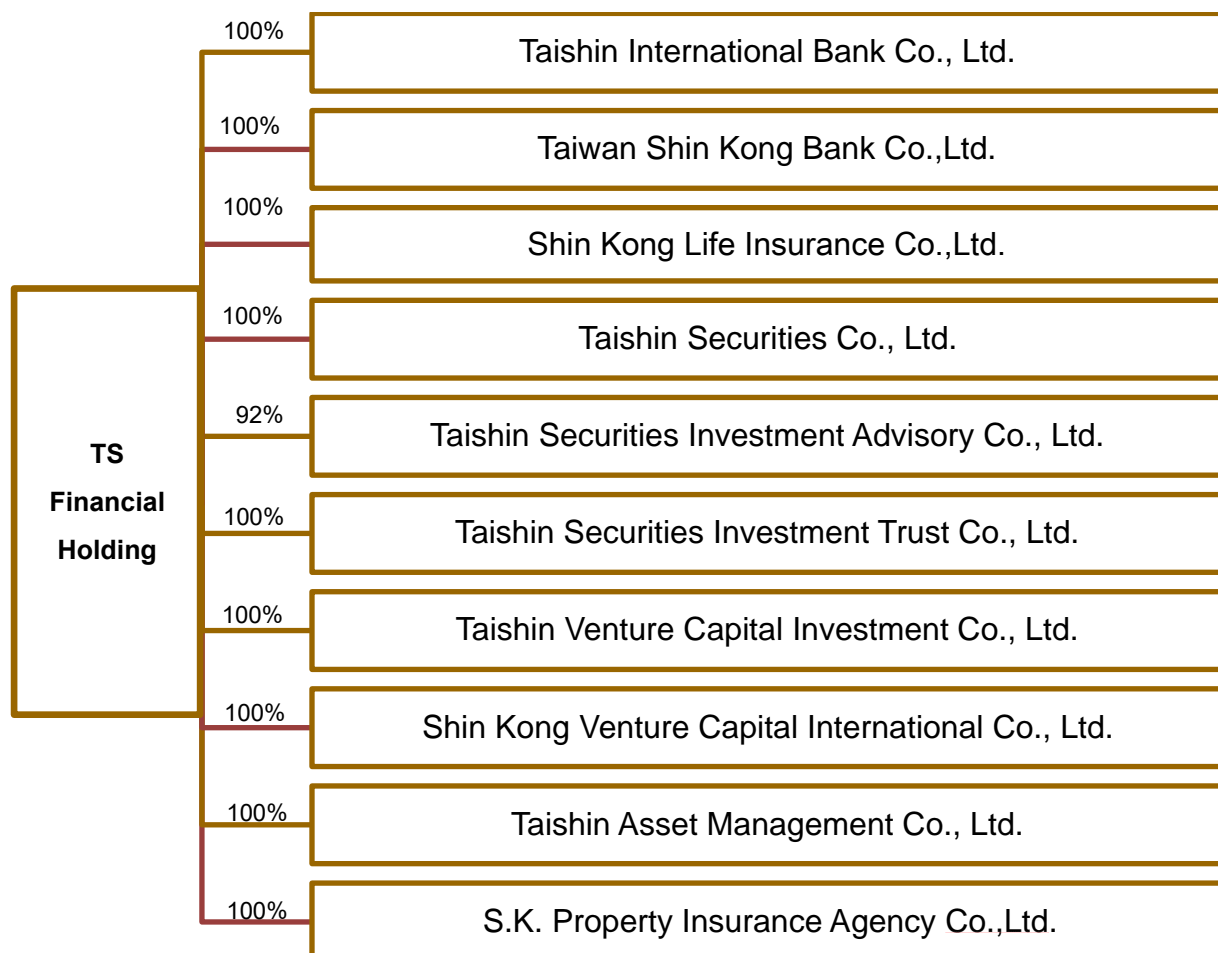 100%
Taishin International Bank Co., Ltd.
100%
Taiwan Shin Kong Bank Co.,Ltd.
100%
Shin Kong Life Insurance Co.,Ltd.
100%
Taishin Securities Co., Ltd.
92%
Taishin Securities Investment Advisory Co., Ltd.
TS
Financial
Holding
100%
Taishin Securities Investment Trust Co., Ltd.
100%
Taishin Venture Capital Investment Co., Ltd.
100%
Shin Kong Venture Capital International Co., Ltd.
100%
Taishin Asset Management Co., Ltd.
100%
S.K. Property Insurance Agency Co.,Ltd.